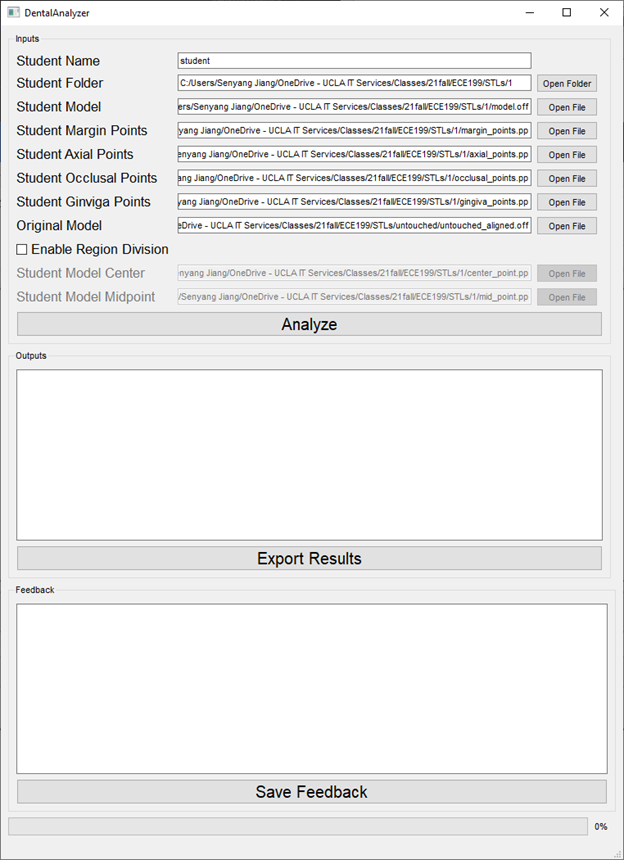 DentalAnalyzer
Inputs
Student Name
student
Student Folder
C:/Users/Senyang Jiang/OneDrive - UCLA IT Services/Classes/21fall/ECE199/STLs/1
Open Folder
Student Model
ers/Senyang Jiang/OneDrive - UCLA IT Services/Classes/21fall/ECE199/STLs/1/model.off
Open File
Student Margin Points
yang Jiang/OneDrive - UCLA IT Services/Classes/21fall/ECE199/STLs/1/margin_points.pp
Open File
Student Axial Points
enyang Jiang/OneDrive - UCLA IT Services/Classes/21fall/ECE199/STLs/1/axial_points.pp
Open File
Student Occlusal Points
ang Jiang/OneDrive - UCLA IT Services/Classes/21fall/ECE199/STLs/1/occlusal_points.pp
Open File
Student Ginviga Points
yang Jiang/OneDrive - UCLA IT Services/Classes/21fall/ECE199/STLs/1/gingiva_points.pp
Open File
Original Model
eDrive - UCLA IT Services/Classes/21fall/ECE199/STLs/untouched/untouched_aligned.off
Open File
Enable Region Division
Student Model Center
enyang Jiang/OneDrive - UCLA IT Services/Classes/21fall/ECE199/STLs/1/center_point.pp
Open File
Student Model Midpoint
/Senyang Jiang/OneDrive - UCLA IT Services/Classes/21fall/ECE199/STLs/1/mid_point.pp
Open File
Analyze
Outputs
Export Results
Feedback
Save Feedback
0%